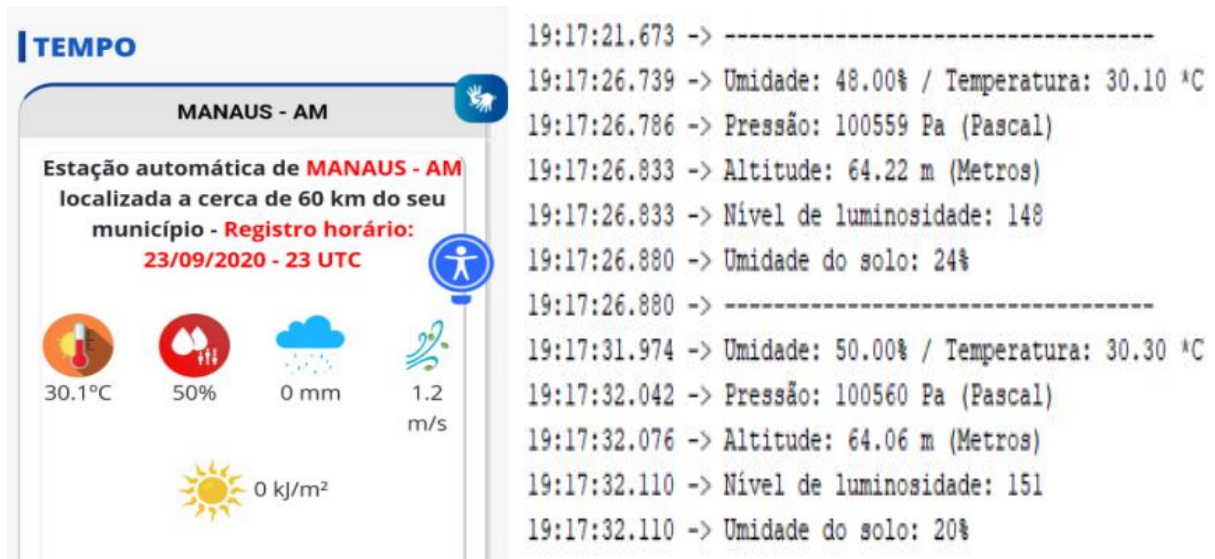 TEMPO
MANAUS - AM
Estação automática de MANAUS - AM
localizada a cerca de 60 km do seu
município - Registro horário:
23/09/2020 - 23 UTC
30.1°C 50% 0 mm 1.2
m/s
0 kJ/m²
19:17:21.673 -> -----------------------------------
19:17:26.739 -> Umidade: 48.00% / Temperatura: 30.10 *C
19:17:26.786 -> Pressão: 100559 Pa (Pascal)
19:17:26.833 -> Altitude: 64.22 m (Metros)
19:17:26.833 -> Nível de luminosidade: 148
19:17:26.880 -> Umidade do solo: 24%
19:17:26.880 -> -----------------------------------
19:17:31.974 -> Umidade: 50.00% / Temperatura: 30.30 *C
19:17:32.042 -> Pressão: 100560 Pa (Pascal)
19:17:32.076 -> Altitude: 64.06 m (Metros)
19:17:32.110 -> Nível de luminosidade: 151
19:17:32.110 -> Umidade do solo: 20%